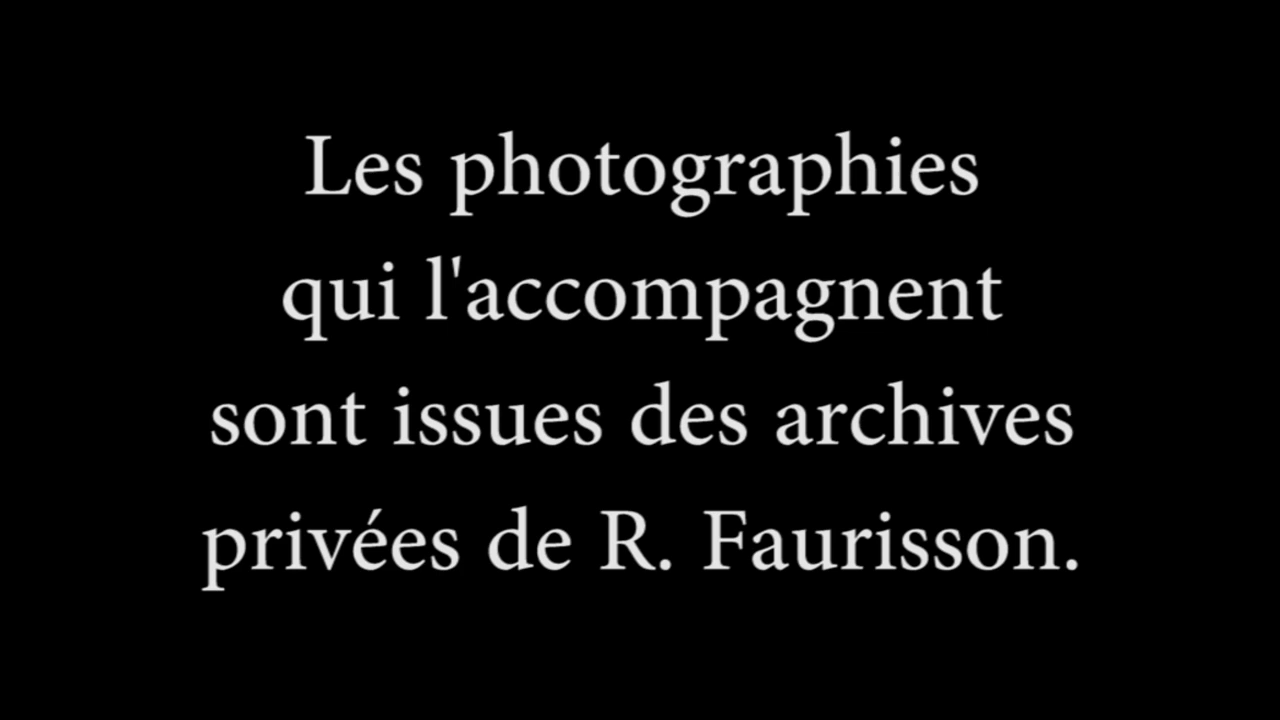 Les photographies
qui l'accompagnent
sont issues des archives
privées de R. Faurisson.